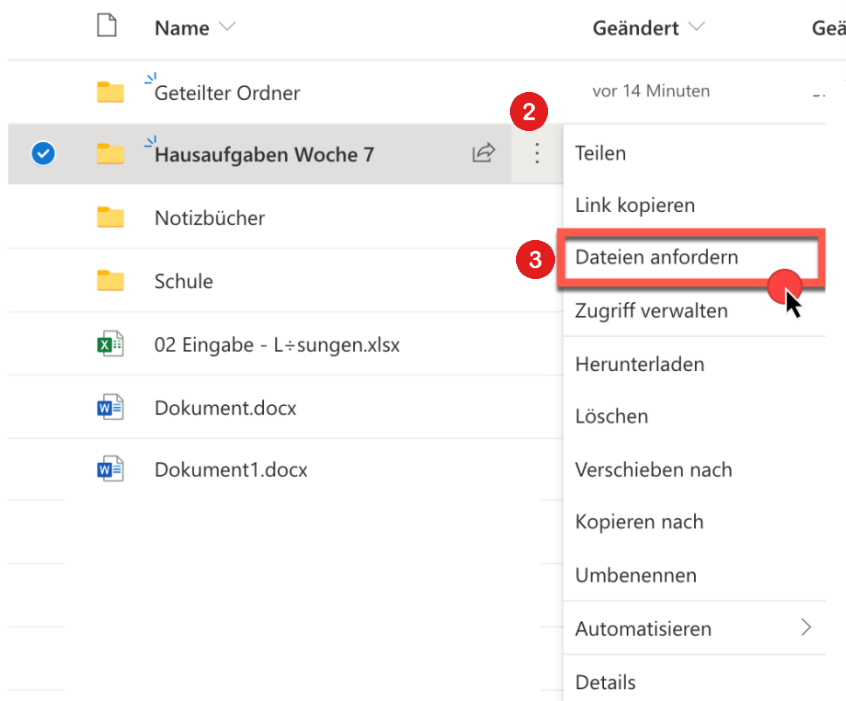 Name Geändert Geä
Geteilter Ordner vor 14 Minuten
2
Hausaufgaben Woche 7 Teilen
Link kopieren
Notizbücher
3 Dateien anfordern
Schule
Zugriff verwalten
02 Eingabe - L÷sungen.xlsx
Herunterladen
Dokument.docx
Löschen
Dokument1.docx Verschieben nach
Kopieren nach
Umbenennen
Automatisieren
Details